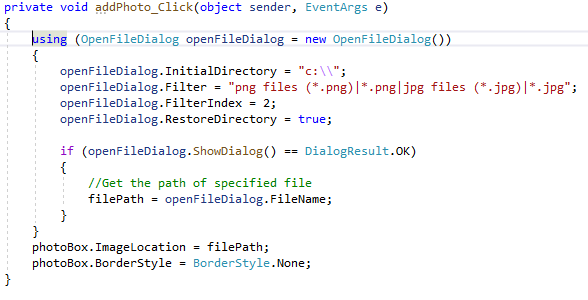 private void addPhoto_Click(object sender, EventArgs e)
{
    using (OpenFileDialog openFileDialog = new OpenFileDialog())
    {
        openFileDialog.InitialDirectory = "c:\\";
        openFileDialog.Filter = "png files (*.png)|*.png|jpg files (*.jpg)|*.jpg";
        openFileDialog.FilterIndex = 2;
        openFileDialog.RestoreDirectory = true;

        if (openFileDialog.ShowDialog() == DialogResult.OK)
        {
            //Get the path of specified file
            filePath = openFileDialog.FileName;
        }
    }
    photoBox.ImageLocation = filePath;
    photoBox.BorderStyle = BorderStyle.None;
}